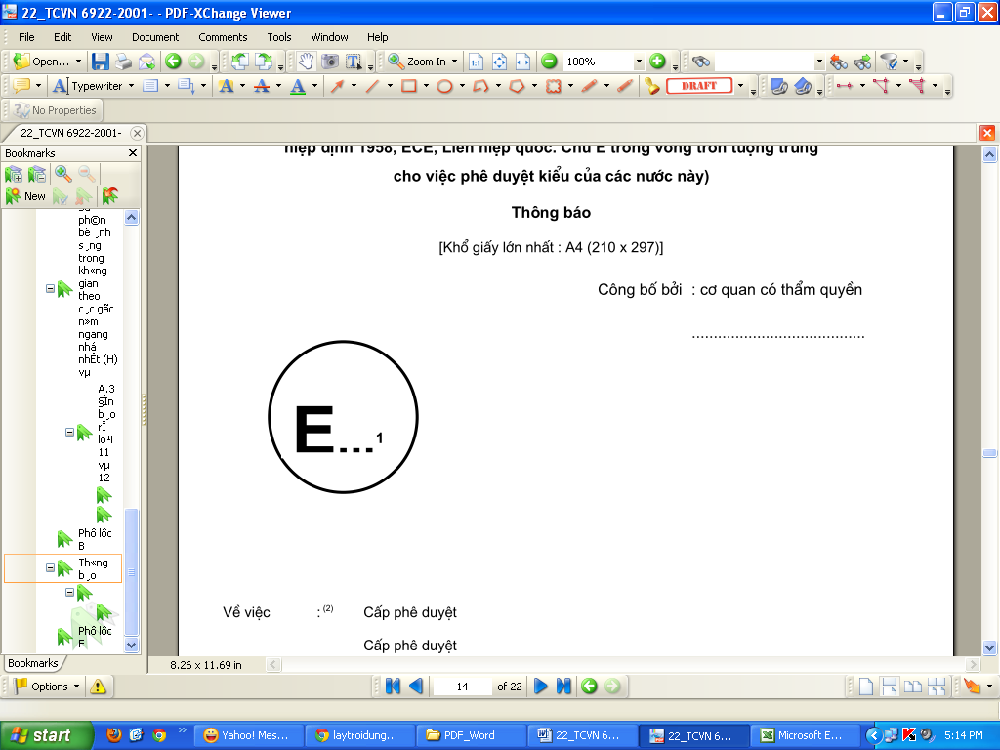 22_TCVN 6922-2001- - PDF-XChange Viewer
File Edit View Document Comments Tools Window Help
Open... Zoom In 100%
Typewriter DRAFT
No Properties
22_TCVN 6922-2001-
Bookmarks
New
ph©n
bè ¸nh
s¸ng
trong
kh«ng
gian
theo
c¸c gãc
n»m
ngang
nhá
nhÊt (H)
vµ
A.3
§Ìn
b¸o
rÏ
lo¹i
11
vµ
12
Phô lôc
B
Th«ng
b¸o
Phô lôc
F
Bookmarks
hiệp định 1958, ECE, Liên hiệp quốc. Chữ E trong vòng tròn tượng trưng
cho việc phê duyệt kiểu của các nước này)
Thông báo
[Khổ giấy lớn nhất : A4 (210 x 297)]
Công bố bởi : cơ quan có thẩm quyền
........................................
E...1
Về việc : (2) Cấp phê duyệt
Cấp phê duyệt
8.26 x 11.69 in
Options 14 of 22
start Yahoo! Mes... laytroidung... PDF_Word 22_TCVN 6... 22_TCVN 6... Microsoft E... 5:14 PM